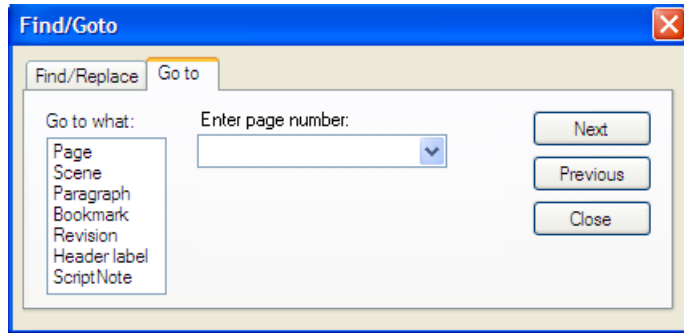 Find/Goto
Find/Replace
Go to
Go to what:
Page
Scene
Paragraph
Bookmark
Revision
Header label
ScriptNote
Enter page number:
Next
Previous
Close